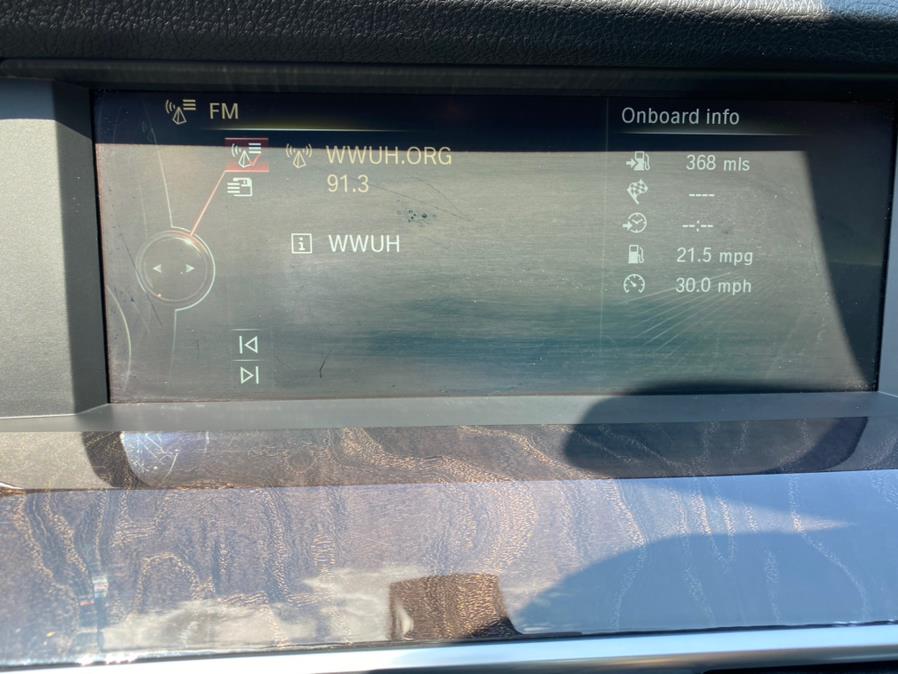 FM
WWUH.ORG
91.3
WWUH
Onboard info
368 mls
----
--:--
21.5 mpg
30.0 mph